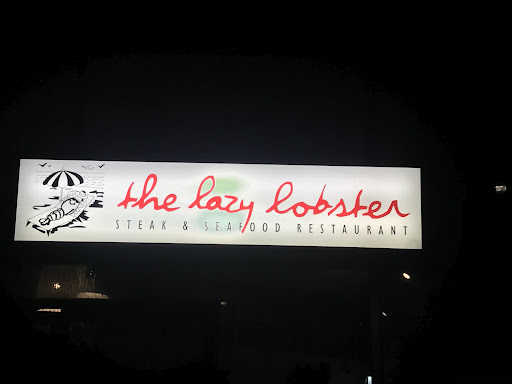 the lazy lobster
STEAK & SEAFOOD RESTAURANT